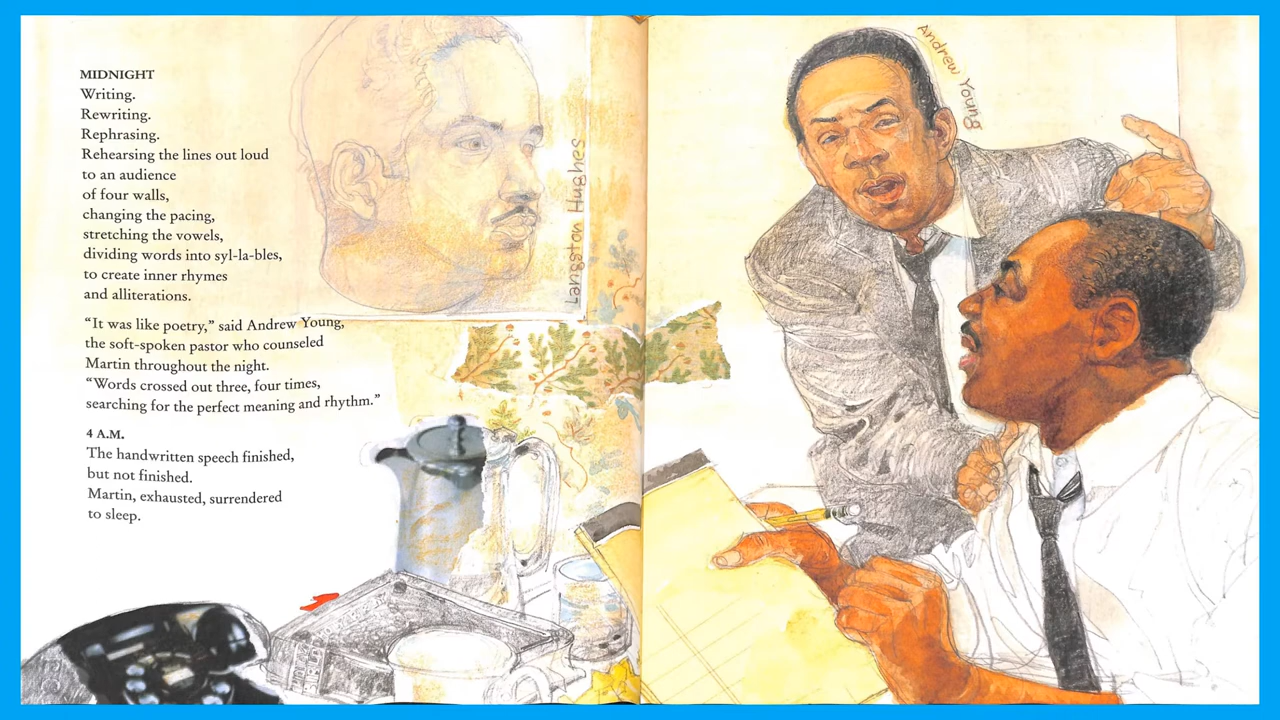 MIDNIGHT
Writing.
Rewriting.
Rephrasing.
Rehearsing the lines out loud
to an audience
of four walls,
changing the pacing,
stretching the vowels,
dividing words into syl-la-bles,
to create inner rhymes
and alliterations.
“It was like poetry,” said Andrew Young,
the soft-spoken pastor who counseled
Martin throughout the night.
“Words crossed out three, four times,
searching for the perfect meaning and rhythm.”
4 A.M.
The handwritten speech finished,
but not finished.
Martin, exhausted, surrendered
to sleep.
Langston Hughes
Andrew Young